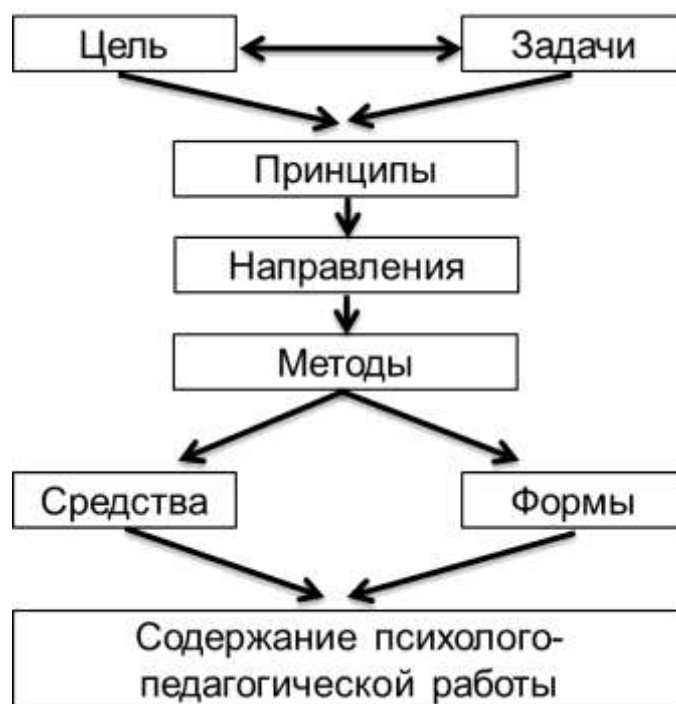 Цель
Задачи
Принципы
Направления
Методы
Средства
Формы
Содержание психолого-
педагогической работы